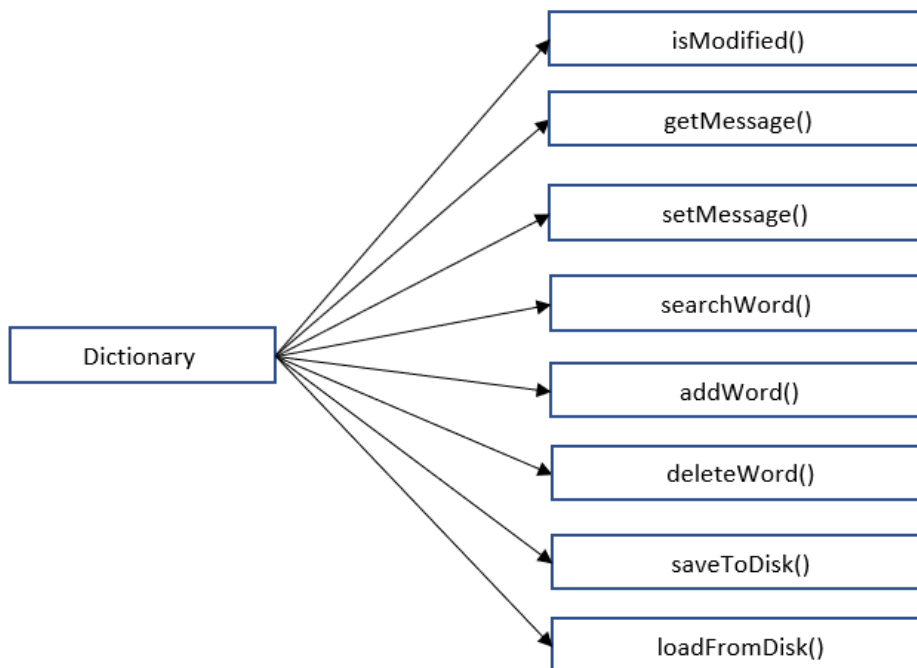 isModified()
getMessage()
setMessage()
searchWord()
Dictionary
addWord()
deleteWord()
saveToDisk()
loadFromDisk()